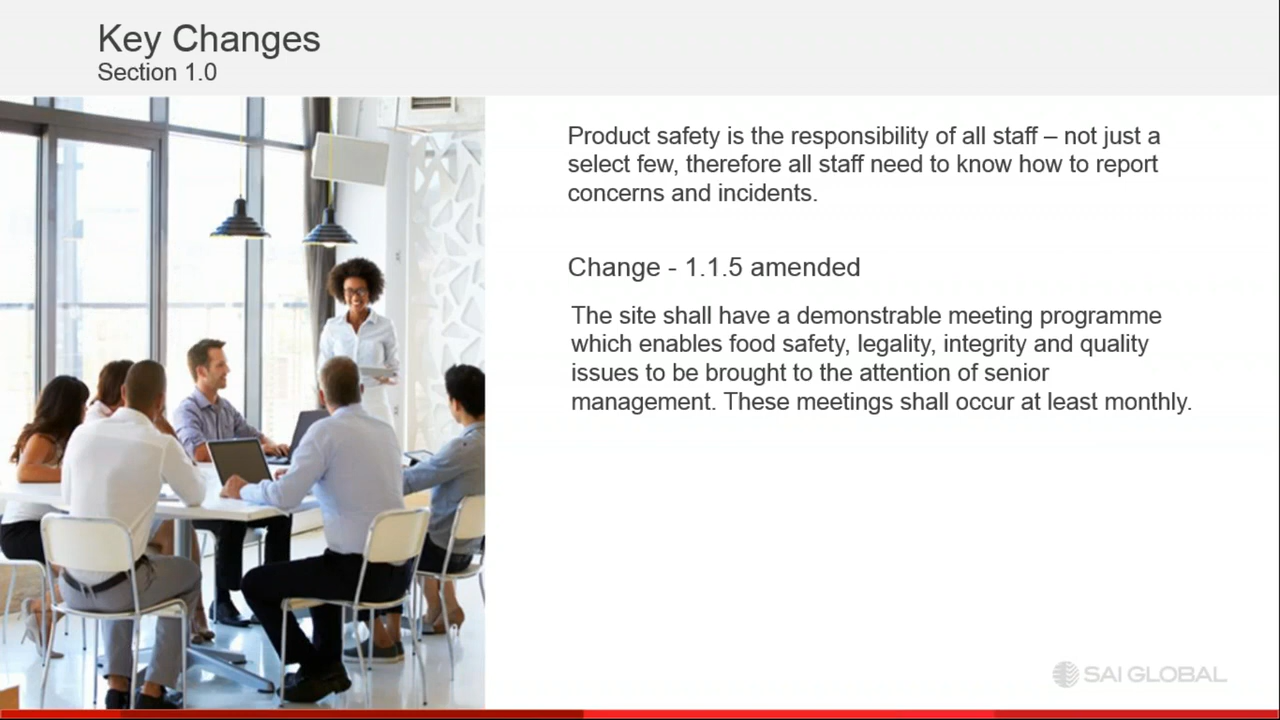 Key Changes
Section 1.0
Product safety is the responsibility of all staff – not just a
select few, therefore all staff need to know how to report
concerns and incidents.
Change - 1.1.5 amended
The site shall have a demonstrable meeting programme
which enables food safety, legality, integrity and quality
issues to be brought to the attention of senior
management. These meetings shall occur at least monthly.
SAI GLOBAL